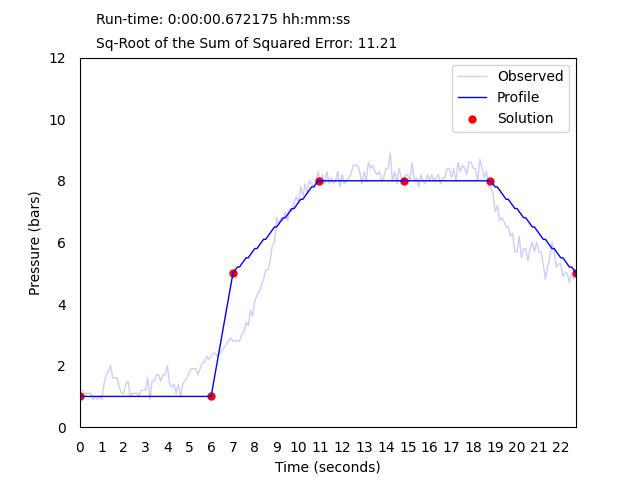 Run-time: 0:00:00.672175 hh:mm:ss
Sq-Root of the Sum of Squared Error: 11.21
12
10
8
6
4
2
0
Pressure (bars)
Observed
Profile
Solution
0 1 2 3 4 5 6 7 8 9 10 11 12 13 14 15 16 17 18 19 20 21 22
Time (seconds)